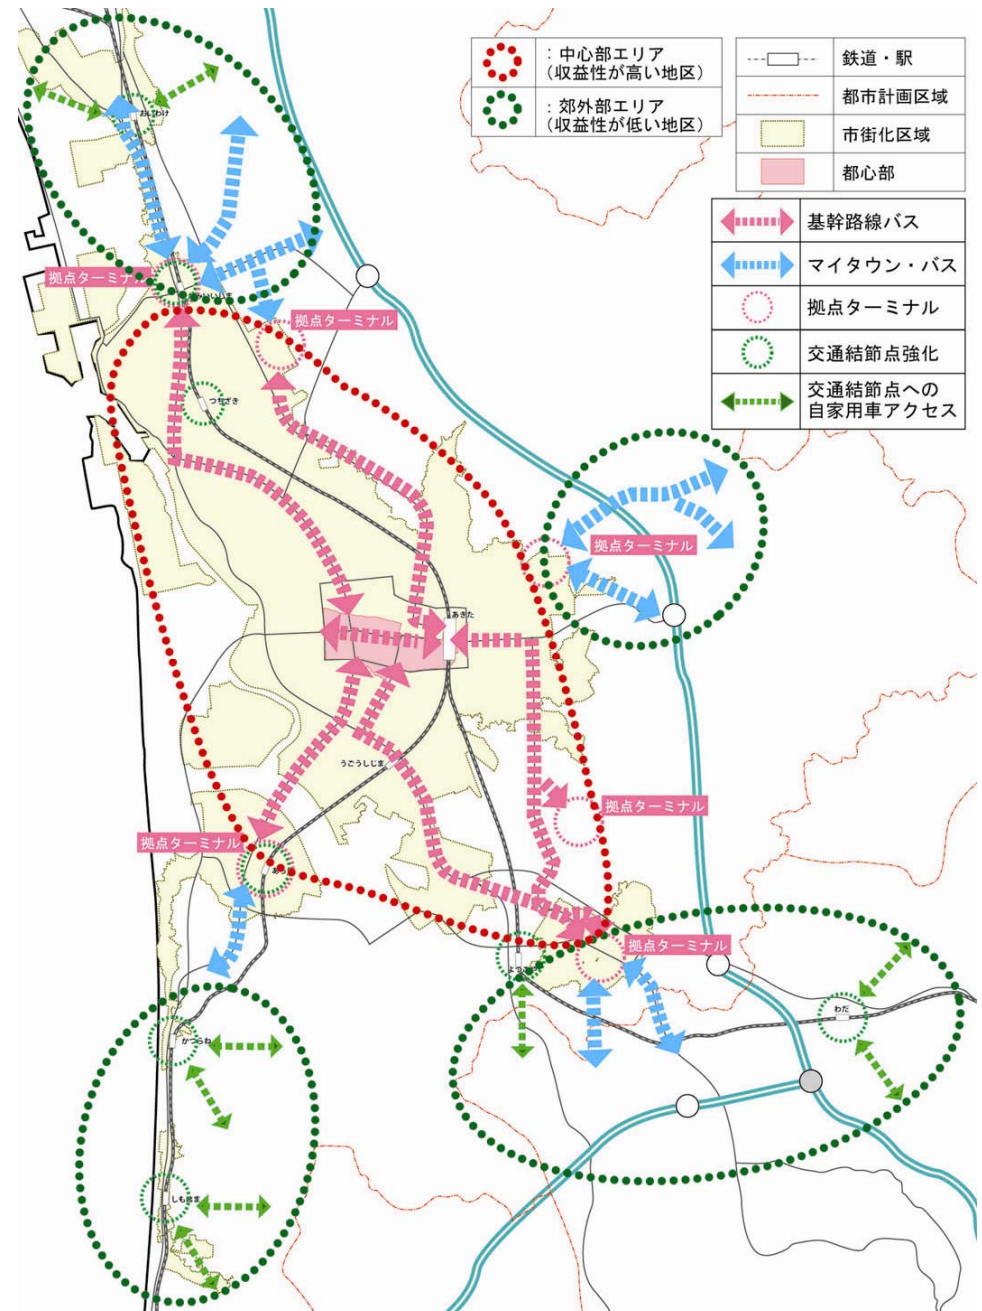 ：中心部エリア
（収益性が高い地区）
：郊外部エリア
（収益性が低い地区）
鉄道・駅
都市計画区域
市街化区域
都心部
基幹路線バス
マイタウン・バス
拠点ターミナル
交通結節点強化
交通結節点への
自家用車アクセス
おいわけ
拠点ターミナル
かみいいじま
拠点ターミナル
つちざき
拠点ターミナル
あきた
うごうしじま
拠点ターミナル
拠点ターミナル
拠点ターミナル
わだ
かつらね
しもはま